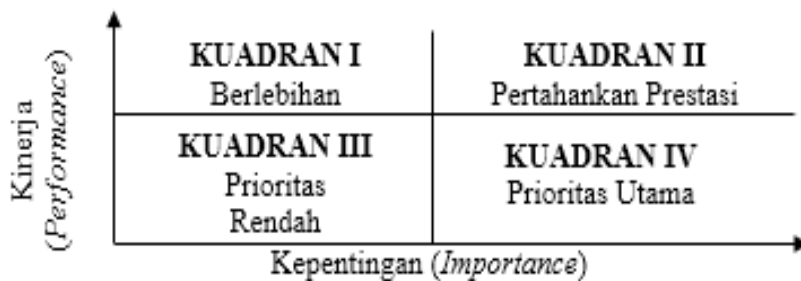 Kinerja
(Performance)
KUADRAN I
Berlebihan
KUADRAN II
Pertahankan Prestasi
KUADRAN III
Prioritas
Rendah
KUADRAN IV
Prioritas Utama
Kepentingan (Importance)